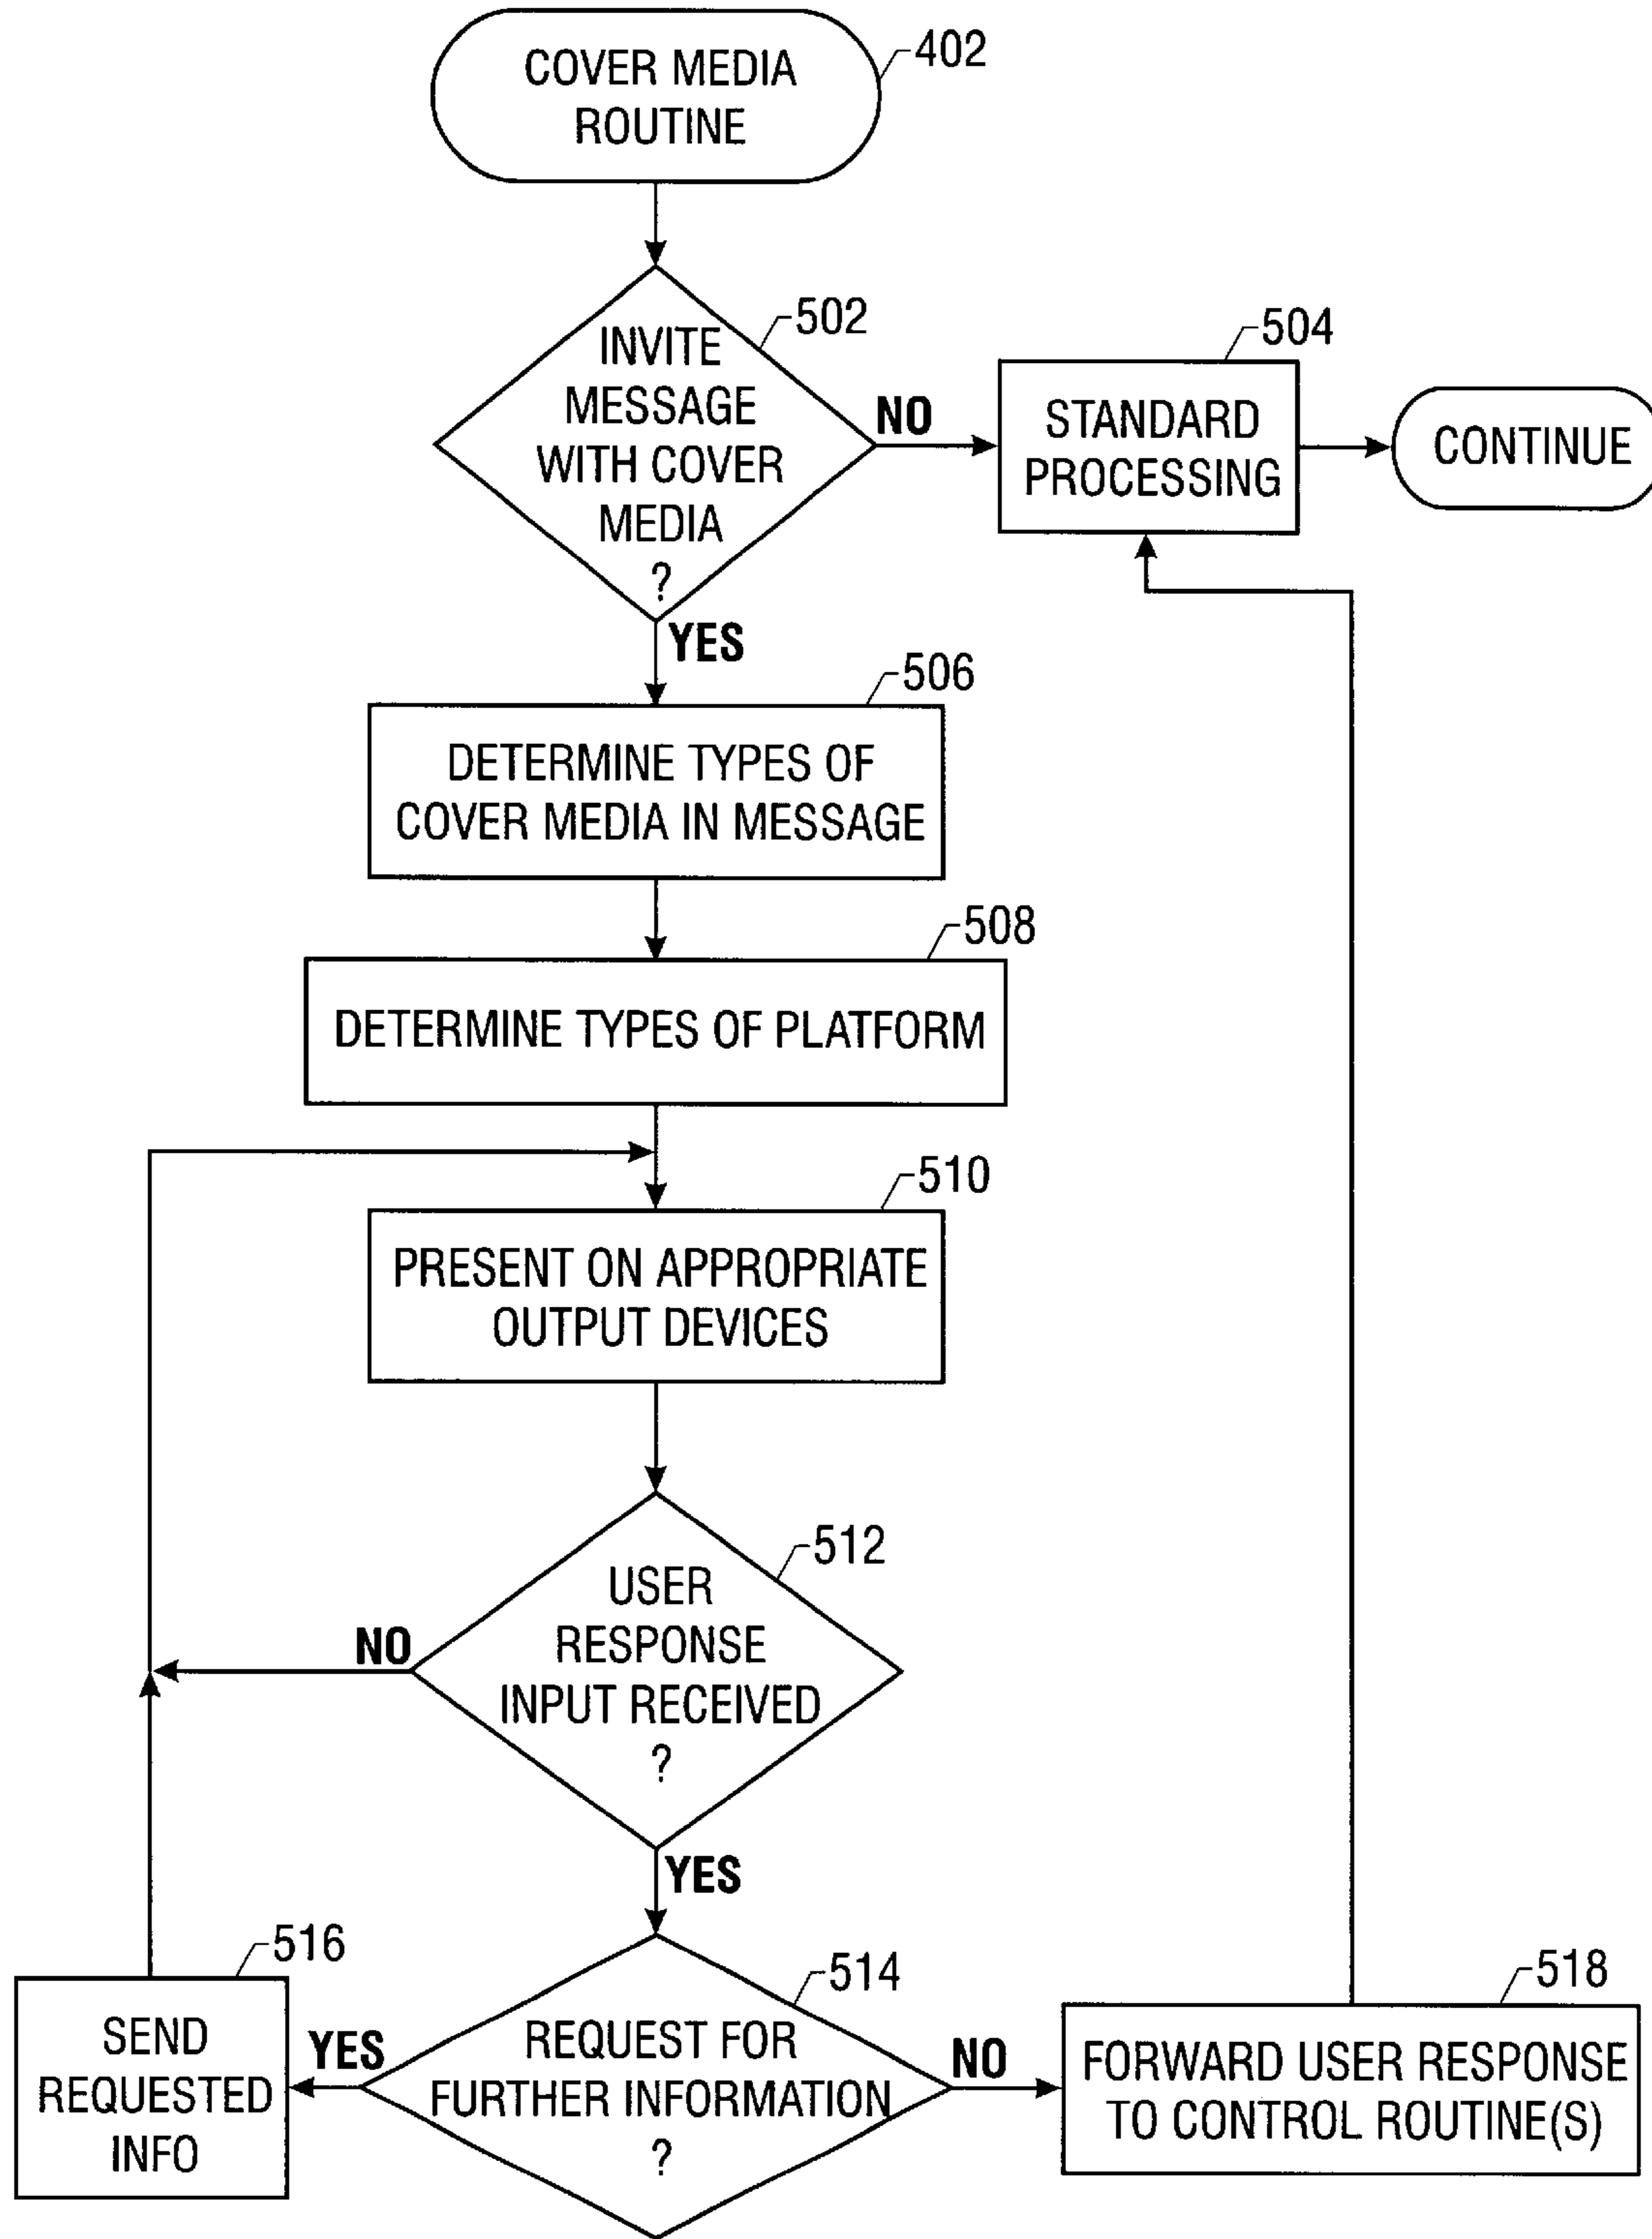 COVER MEDIA
ROUTINE
402
INVITE
MESSAGE
WITH COVER
MEDIA
?
502
NO
YES
STANDARD
PROCESSING
504
CONTINUE
DETERMINE TYPES OF
COVER MEDIA IN MESSAGE
506
DETERMINE TYPES OF PLATFORM
508
PRESENT ON APPROPRIATE
OUTPUT DEVICES
510
USER
RESPONSE
INPUT RECEIVED
?
512
NO
YES
REQUEST FOR
FURTHER INFORMATION
?
514
YES
NO
SEND
REQUESTED
INFO
516
FORWARD USER RESPONSE
TO CONTROL ROUTINE(S)
518